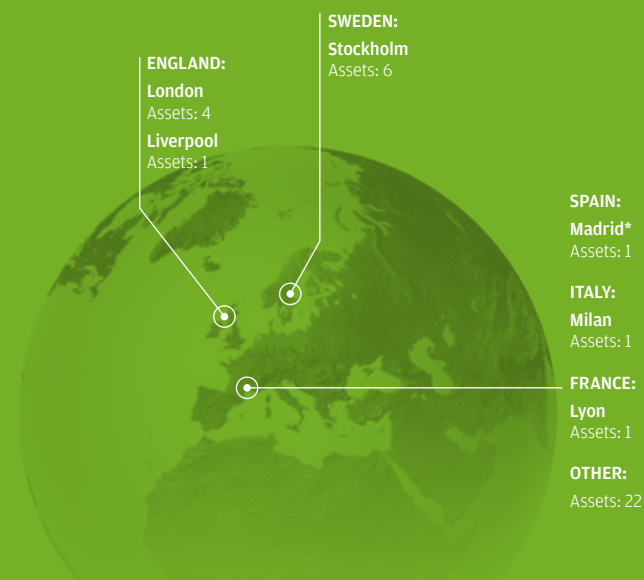 SWEDEN:
Stockholm
Assets: 6
ENGLAND:
London
Assets: 4
Liverpool
Assets: 1
SPAIN:
Madrid*
Assets: 1
ITALY:
Milan
Assets: 1
FRANCE:
Lyon
Assets: 1
OTHER:
Assets: 22